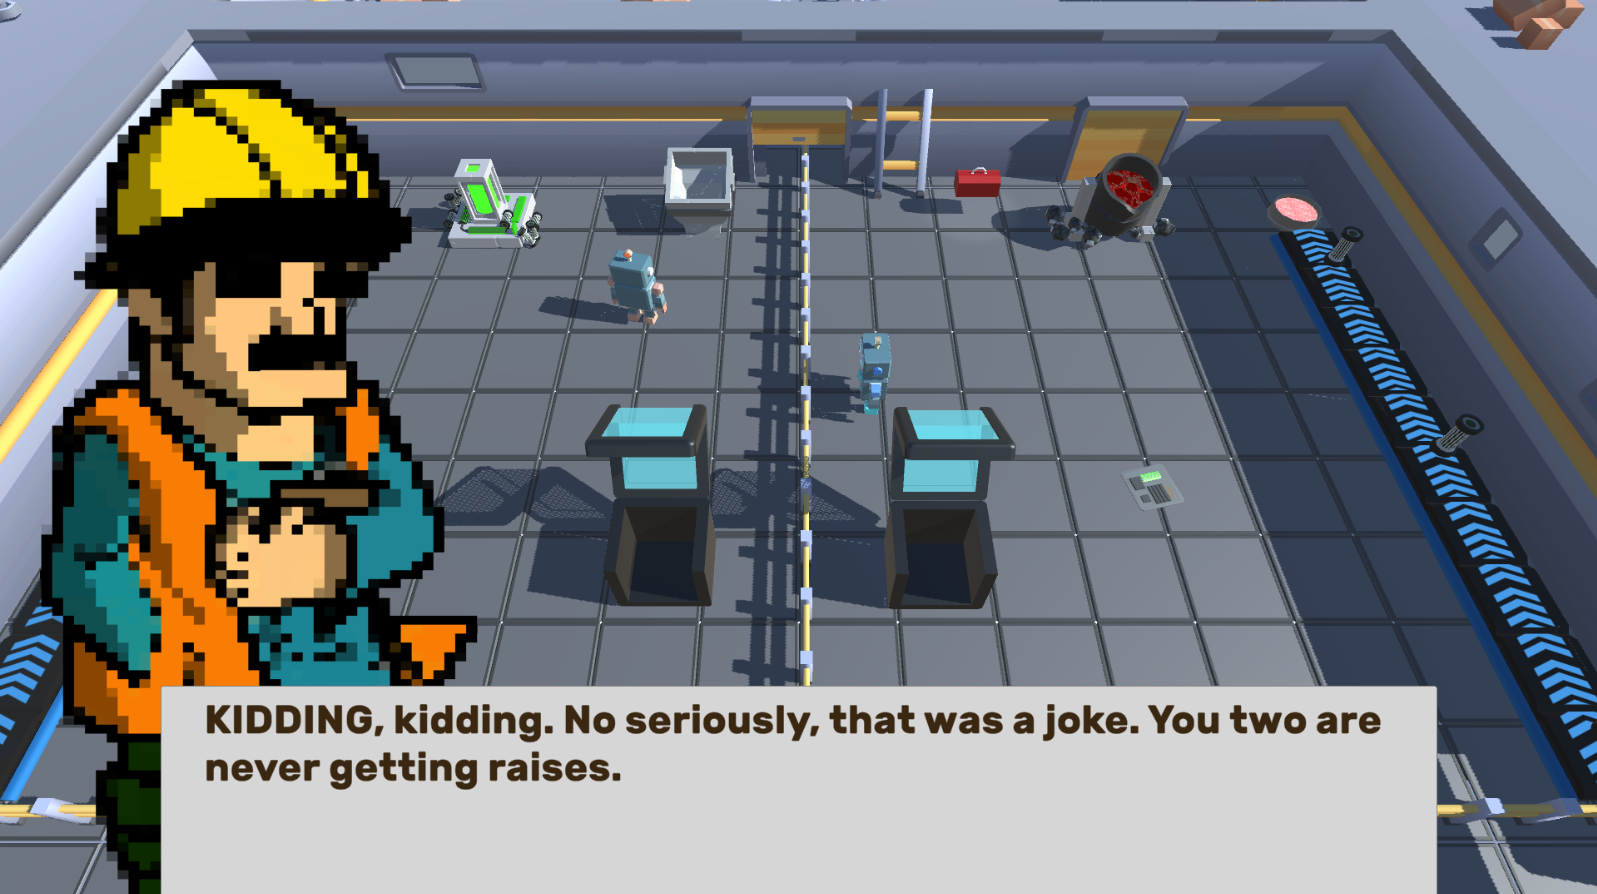 KIDDING, kidding. No seriously, that was a joke. You two are
never getting raises.